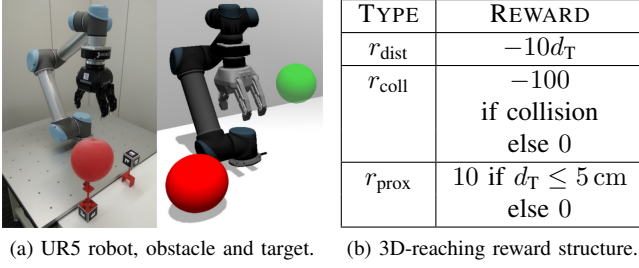 TYPE REWARD
r_dist −10d_T
r_coll −100
if collision
else 0
r_prox 10 if d_T ≤ 5 cm
else 0
(a) UR5 robot, obstacle and target. (b) 3D-reaching reward structure.